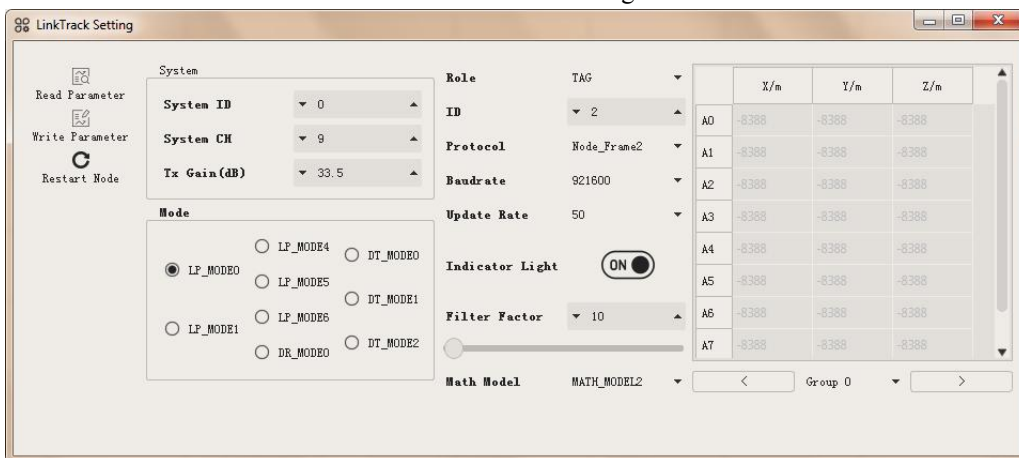 LinkTrack Setting
Read Parameter
Write Parameter
Restart Node
System
System ID 0
System CH 9
Tx Gain(dB) 33.5
Mode
LP_MODE0
LP_MODE1
LP_MODE4
LP_MODE5
LP_MODE6
DR_MODE0
DT_MODE0
DT_MODE1
DT_MODE2
Role TAG
ID 2
Protocol Node_Frame2
Baudrate 921600
Update Rate 50
Indicator Light ON
Filter Factor 10
Math Model MATH_MODEL2
X/m Y/m Z/m
A0 -8388 -8388 -8388
A1 -8388 -8388 -8388
A2 -8388 -8388 -8388
A3 -8388 -8388 -8388
A4 -8388 -8388 -8388
A5 -8388 -8388 -8388
A6 -8388 -8388 -8388
A7 -8388 -8388 -8388
< Group 0 >